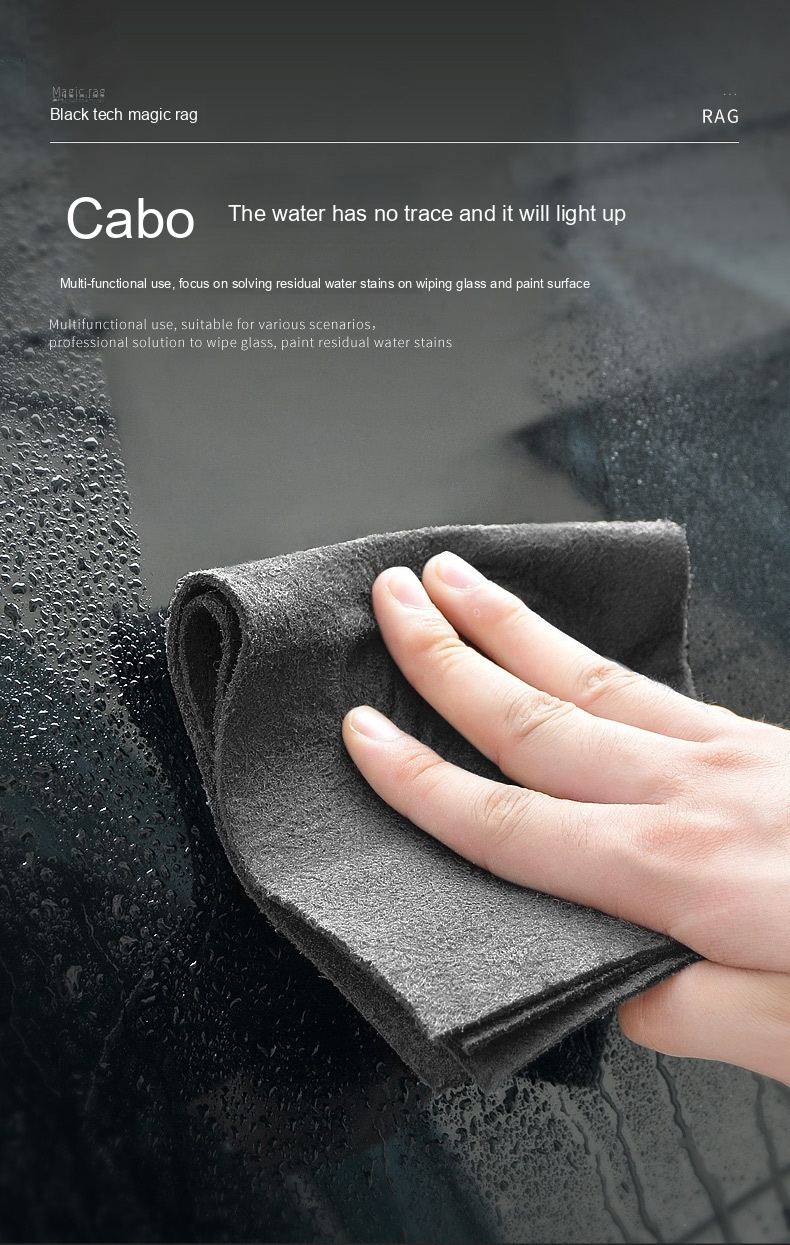 Magic rag
Black tech magic rag
RAG
Cabo
The water has no trace and it will light up
Multi-functional use, focus on solving residual water stains on wiping glass and paint surface
Multifunctional use, suitable for various scenarios，
professional solution to wipe glass, paint residual water stains